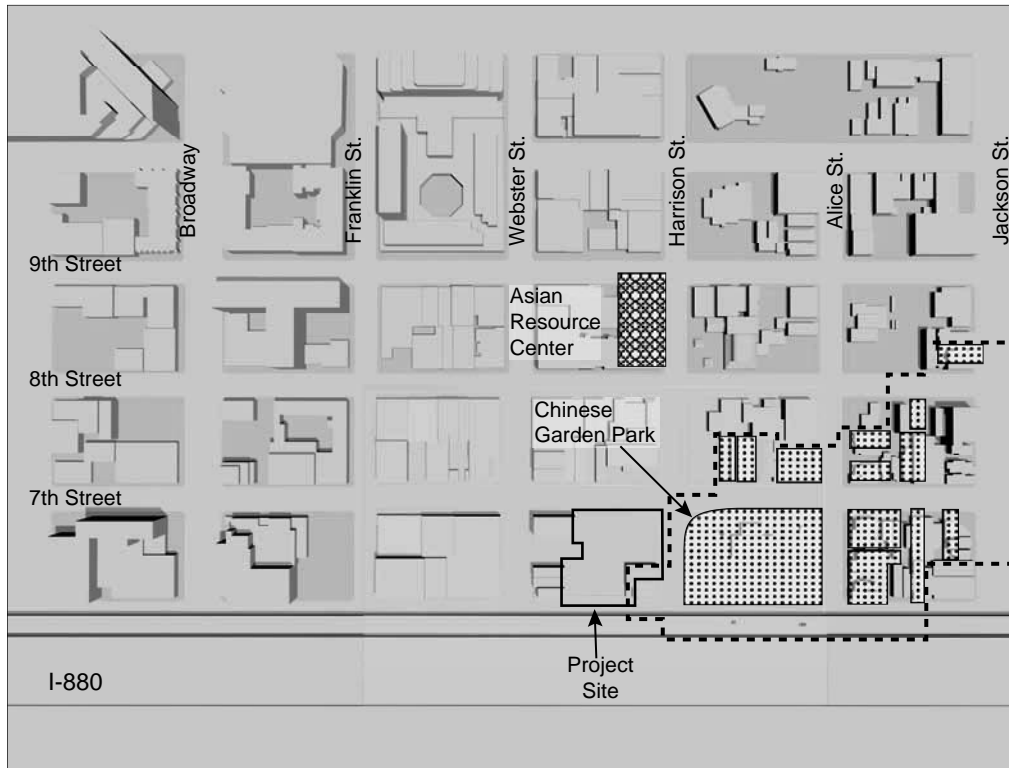 Broadway
Franklin St.
Webster St.
Harrison St.
Alice St.
Jackson St.
9th Street
Asian
Resource
Center
8th Street
Chinese
Garden Park
7th Street
Project
Site
I-880